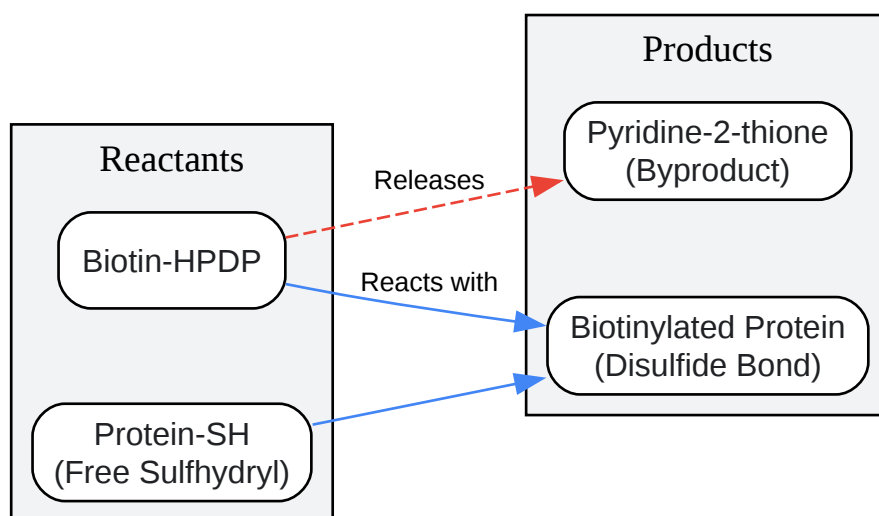 Reactants
Biotin-HPDP
Protein-SH
(Free Sulfhydryl)
Releases
Reacts with
Products
Pyridine-2-thione
(Byproduct)
Biotinylated Protein
(Disulfide Bond)